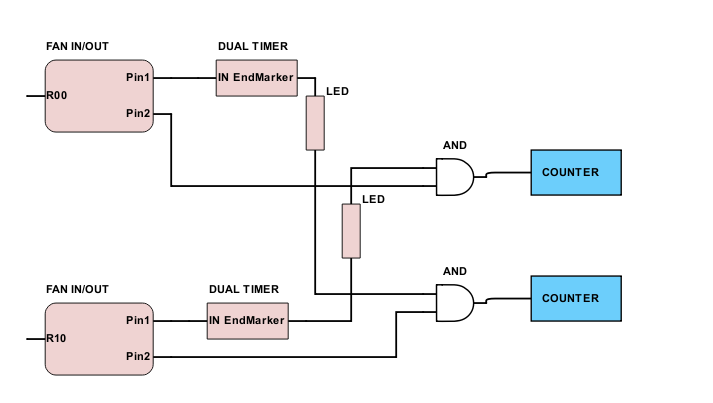 FAN IN/OUT
DUAL TIMER
Pin1
IN EndMarker
R00
LED
Pin2
AND
COUNTER
LED
AND
FAN IN/OUT
DUAL TIMER
COUNTER
Pin1
IN EndMarker
R10
Pin2